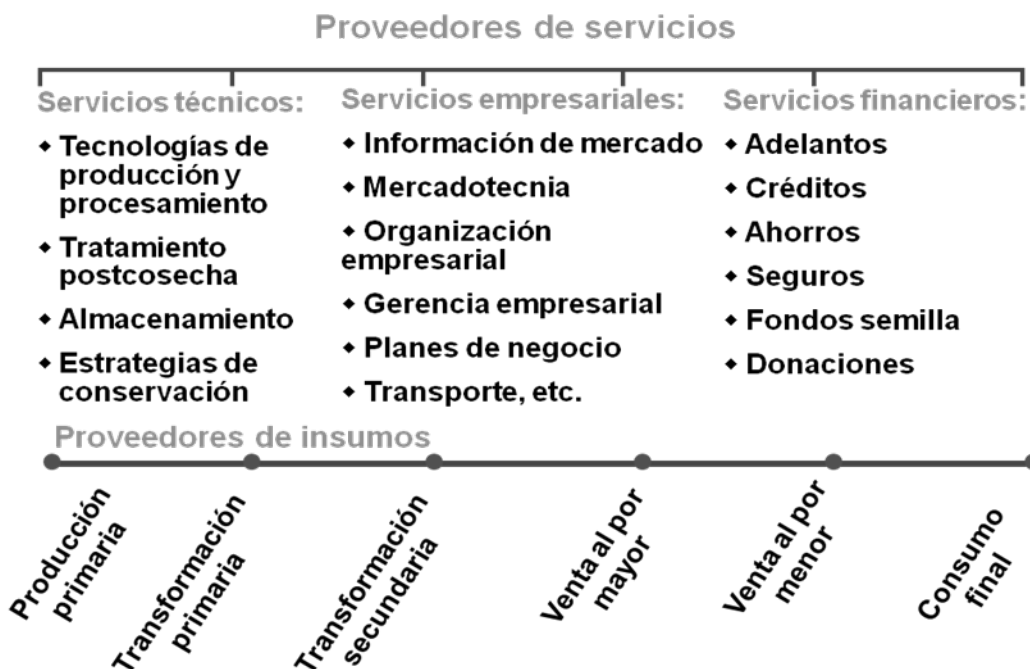 Proveedores de servicios
Servicios técnicos:
◆ Tecnologías de
producción y
procesamiento
◆ Tratamiento
postcosecha
◆ Almacenamiento
◆ Estrategias de
conservación
Servicios empresariales:
◆ Información de mercado
◆ Mercadotecnia
◆ Organización
empresarial
◆ Gerencia empresarial
◆ Planes de negocio
◆ Transporte, etc.
Servicios financieros:
◆ Adelantos
◆ Créditos
◆ Ahorros
◆ Seguros
◆ Fondos semilla
◆ Donaciones
Proveedores de insumos
Producción
primaria
Transformación
primaria
Transformación
secundaria
Venta al por
mayor
Venta al por
menor
Consumo
final